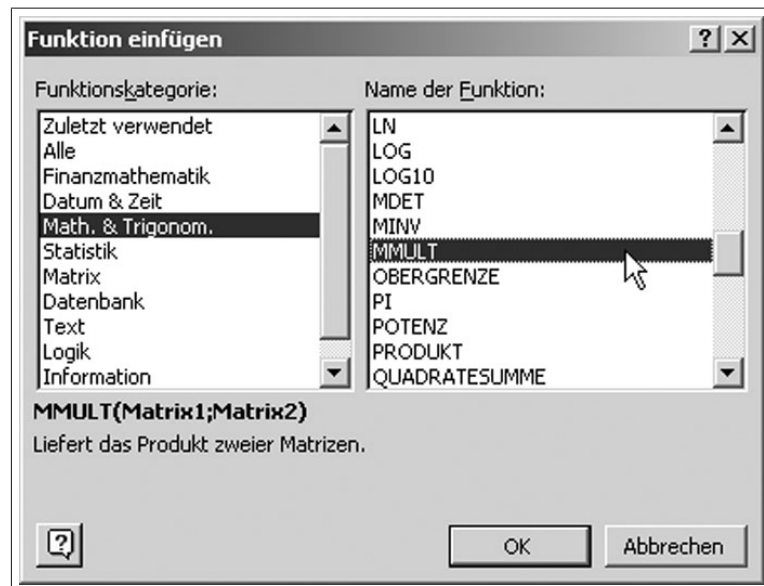 Funktion einfügen
Funktionskategorie:
Zuletzt verwendet
Alle
Finanzmathematik
Datum & Zeit
Math. & Trigonom.
Statistik
Matrix
Datenbank
Text
Logik
Information
Name der Funktion:
LN
LOG
LOG10
MDET
MINV
MMULT
OBERGRENZE
PI
POTENZ
PRODUKT
QUADRATESUMME
MMULT(Matrix1;Matrix2)
Liefert das Produkt zweier Matrizen.
OK
Abbrechen